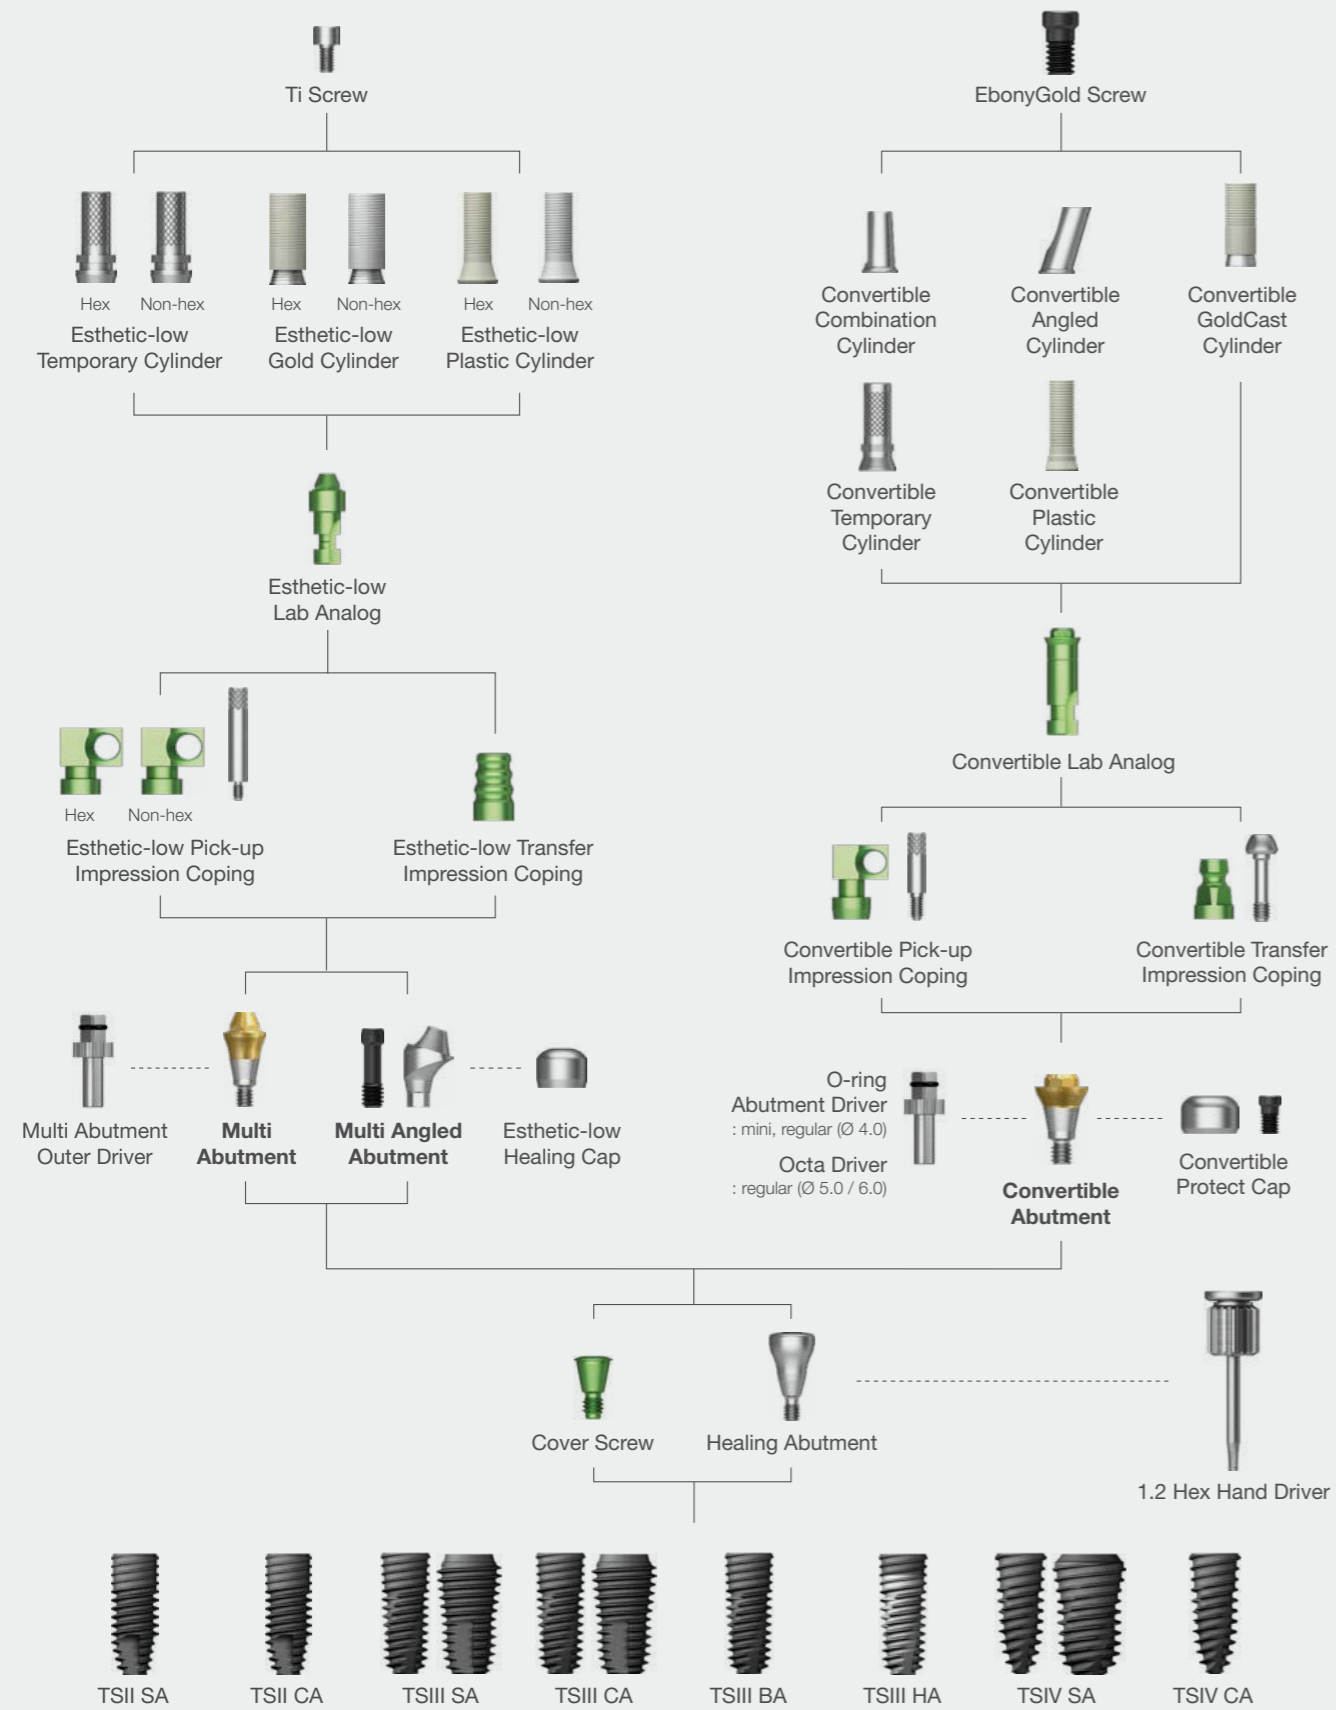 Ti Screw
EbonyGold Screw
Hex
Non-hex
Esthetic-low
Temporary Cylinder
Hex
Non-hex
Esthetic-low
Gold Cylinder
Hex
Non-hex
Esthetic-low
Plastic Cylinder
Convertible
Combination
Cylinder
Convertible
Angled
Cylinder
Convertible
GoldCast
Cylinder
Convertible
Temporary
Cylinder
Convertible
Plastic
Cylinder
Esthetic-low
Lab Analog
Convertible Lab Analog
Hex
Non-hex
Esthetic-low Pick-up
Impression Coping
Esthetic-low Transfer
Impression Coping
Convertible Pick-up
Impression Coping
Convertible Transfer
Impression Coping
Multi Abutment
Outer Driver
Multi
Abutment
Multi Angled
Abutment
Esthetic-low
Healing Cap
O-ring
Abutment Driver
: mini, regular (Ø 4.0)
Octa Driver
: regular (Ø 5.0 / 6.0)
Convertible
Abutment
Convertible
Protect Cap
Cover Screw
Healing Abutment
1.2 Hex Hand Driver
TSII SA
TSII CA
TSIII SA
TSIII CA
TSIII BA
TSIII HA
TSIV SA
TSIV CA